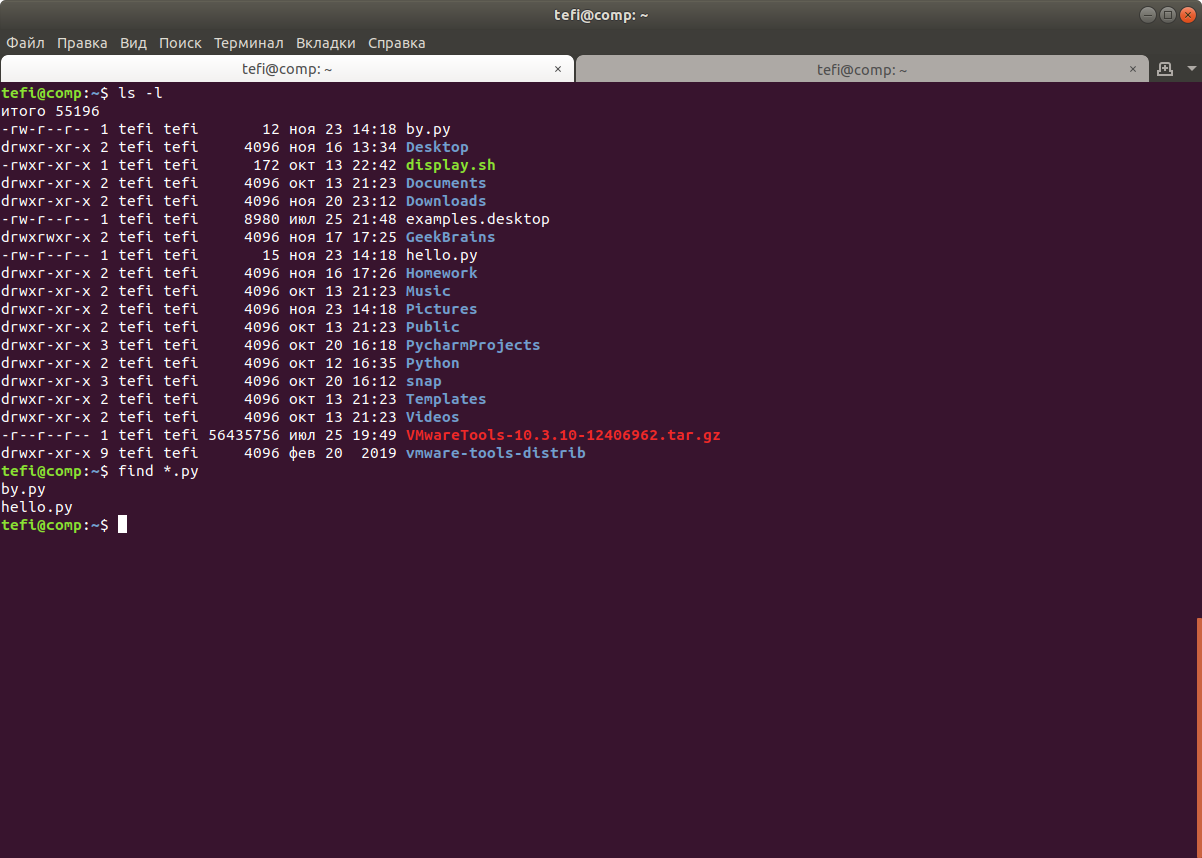 tefi@comp: ~
Файл Правка Вид Поиск Терминал Вкладки Справка
tefi@comp: ~ × tefi@comp: ~ ×
tefi@comp:~$ ls -l
итого 55196
-rw-r--r-- 1 tefi tefi       12 ноя 23 14:18 by.py
drwxr-xr-x 2 tefi tefi     4096 ноя 16 13:34 Desktop
-rwxr-xr-x 1 tefi tefi      172 окт 13 22:42 display.sh
drwxr-xr-x 2 tefi tefi     4096 окт 13 21:23 Documents
drwxr-xr-x 2 tefi tefi     4096 ноя 20 23:12 Downloads
-rw-r--r-- 1 tefi tefi     8980 июл 25 21:48 examples.desktop
drwxrwxr-x 2 tefi tefi     4096 ноя 17 17:25 GeekBrains
-rw-r--r-- 1 tefi tefi       15 ноя 23 14:18 hello.py
drwxr-xr-x 2 tefi tefi     4096 ноя 16 17:26 Homework
drwxr-xr-x 2 tefi tefi     4096 окт 13 21:23 Music
drwxr-xr-x 2 tefi tefi     4096 ноя 23 14:18 Pictures
drwxr-xr-x 2 tefi tefi     4096 окт 13 21:23 Public
drwxr-xr-x 3 tefi tefi     4096 окт 20 16:18 PycharmProjects
drwxr-xr-x 2 tefi tefi     4096 окт 12 16:35 Python
drwxr-xr-x 3 tefi tefi     4096 окт 20 16:12 snap
drwxr-xr-x 2 tefi tefi     4096 окт 13 21:23 Templates
drwxr-xr-x 2 tefi tefi     4096 окт 13 21:23 Videos
-r--r--r-- 1 tefi tefi 56435756 июл 25 19:49 VMwareTools-10.3.10-12406962.tar.gz
drwxr-xr-x 9 tefi tefi     4096 фев 20  2019 vmware-tools-distrib
tefi@comp:~$ find *.py
by.py
hello.py
tefi@comp:~$